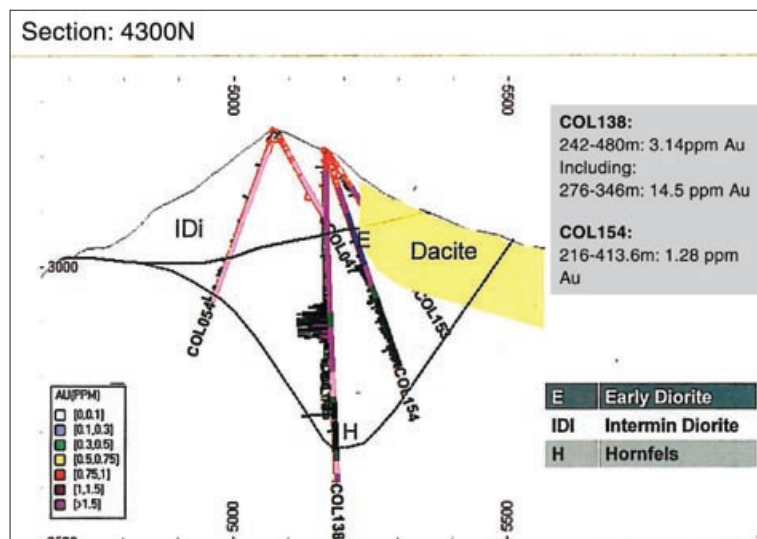 Section: 4300N
5000
5500
COL138:
242-480m: 3.14ppm Au
Including:
276-346m: 14.5 ppm Au
COL154:
216-413.6m: 1.28 ppm
Au
IDi
E
Dacite
3000
COL047
COL054
COL153
COL154
H
AU(PPM)
[0,0.1]
[0.1,0.3]
[0.3,0.5]
[0.5,0.75]
[0.75,1]
[1,1.5]
[>1.5]
E Early Diorite
IDI Intermin Diorite
H Hornfels
5000
COL138
5500